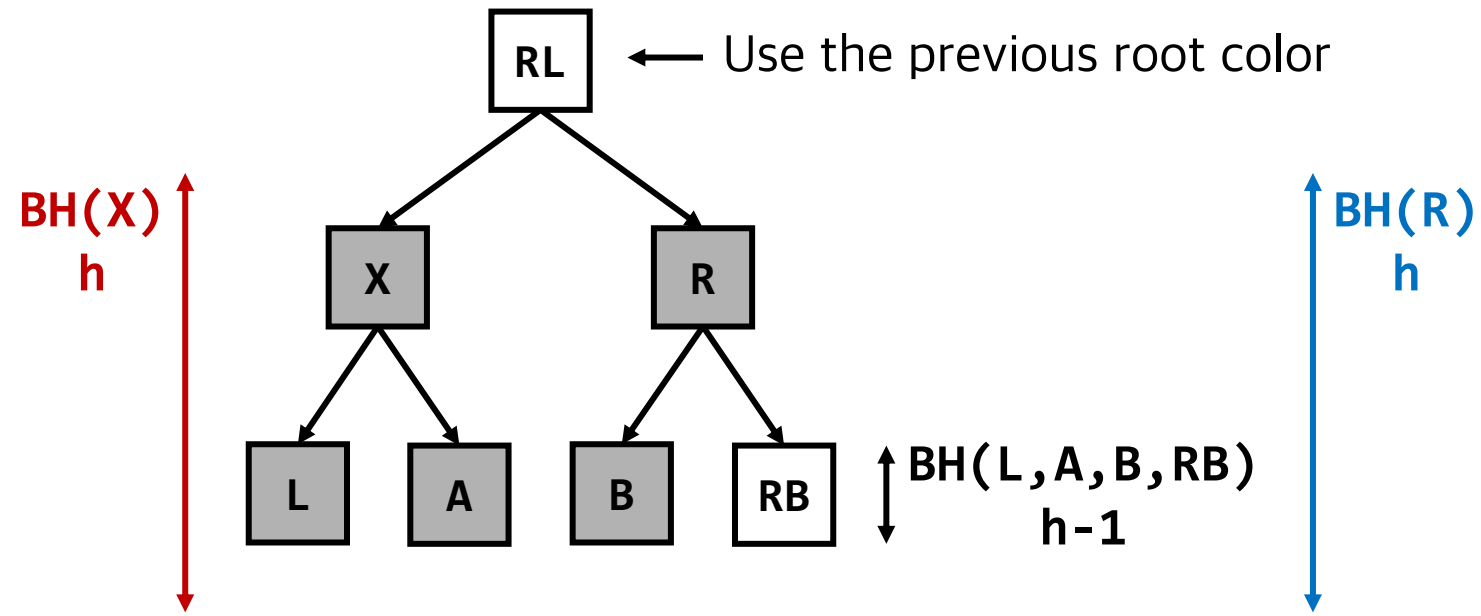 RL
Use the previous root color
BH(X)
h
BH(R)
h
X
R
L
A
B
RB
BH(L,A,B,RB)
h-1